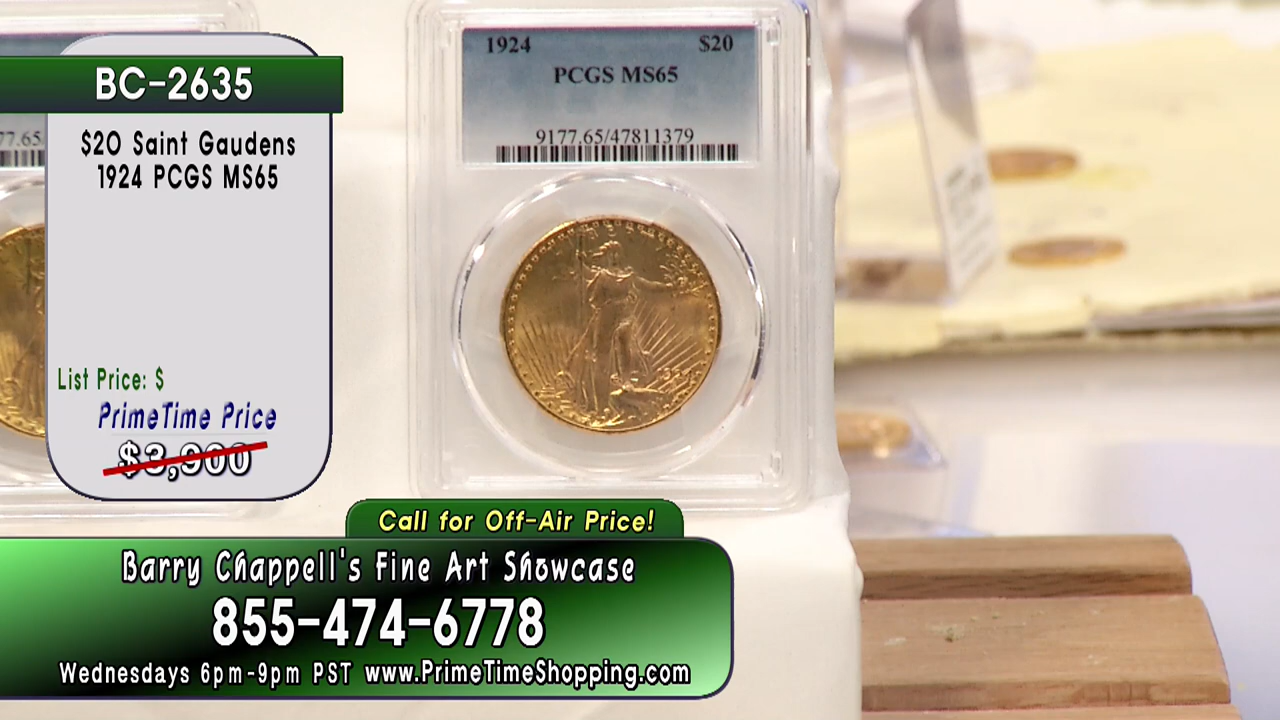 BC-2635
$20 Saint Gaudens
1924 PCGS MS65
List Price: $
PrimeTime Price
$3,900
1924 $20
PCGS MS65
9177.65/47811379
77.65
Call for Off-Air Price!
Barry Chappell's Fine Art Showcase
855-474-6778
Wednesdays 6pm-9pm PST www.PrimeTimeShopping.com